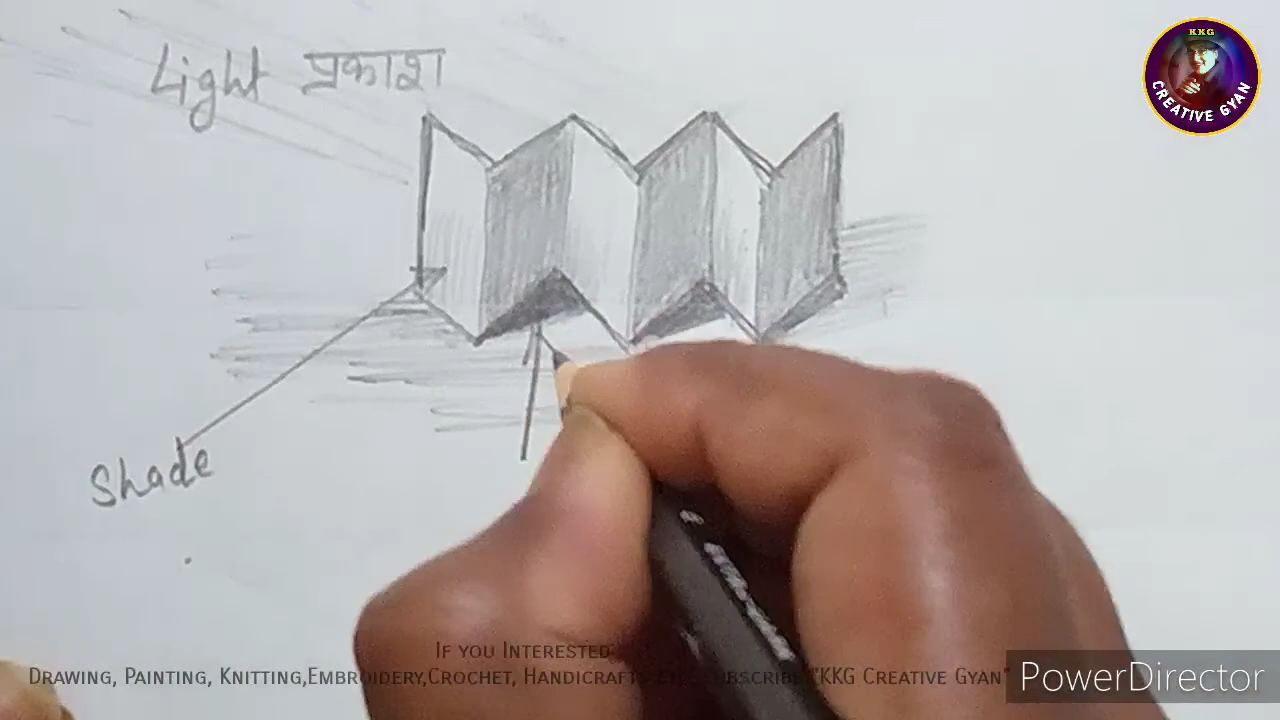 Light प्रकाश
KKG
CREATIVE GYAN
Shade
If you Interested
Drawing, Painting, Knitting,Embroidery,Crochet, Handicrafts subscribe "KKG Creative Gyan"
PowerDirector